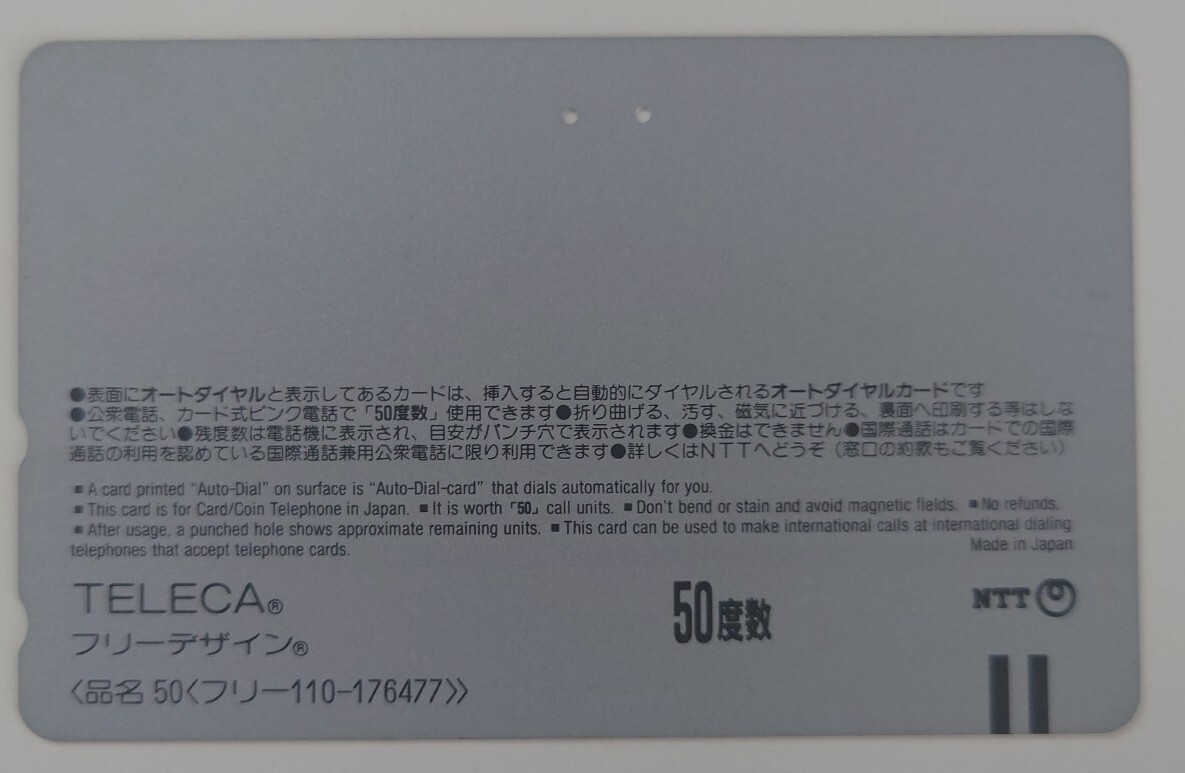 ●表面にオートダイヤルと表示してあるカードは、挿入すると自動的にダイヤルされるオートダイヤルカードです
●公衆電話、カード式ピンク電話で「50度数」使用できます●折り曲げる、汚す、磁気に近づける、裏面へ印刷する等はしな
いでください●残度数は電話機に表示され、目安がパンチ穴で表示されます●換金はできません●国際通話はカードでの国際
通話の利用を認めている国際通話兼用公衆電話に限り利用できます●詳しくはNTTへどうぞ（窓口の約款もご覧ください）
■ A card printed "Auto-Dial" on surface is "Auto-Dial-card" that dials automatically for you.
■ This card is for Card/Coin Telephone in Japan. ■ It is worth「50」call units. ■ Don't bend or stain and avoid magnetic fields. ■ No refunds.
■ After usage, a punched hole shows approximate remaining units. ■ This card can be used to make international calls at international dialing
telephones that accept telephone cards.
Made in Japan
TELECA®
フリーデザイン®
〈品名 50〈フリー110-176477〉〉
50度数
NTT